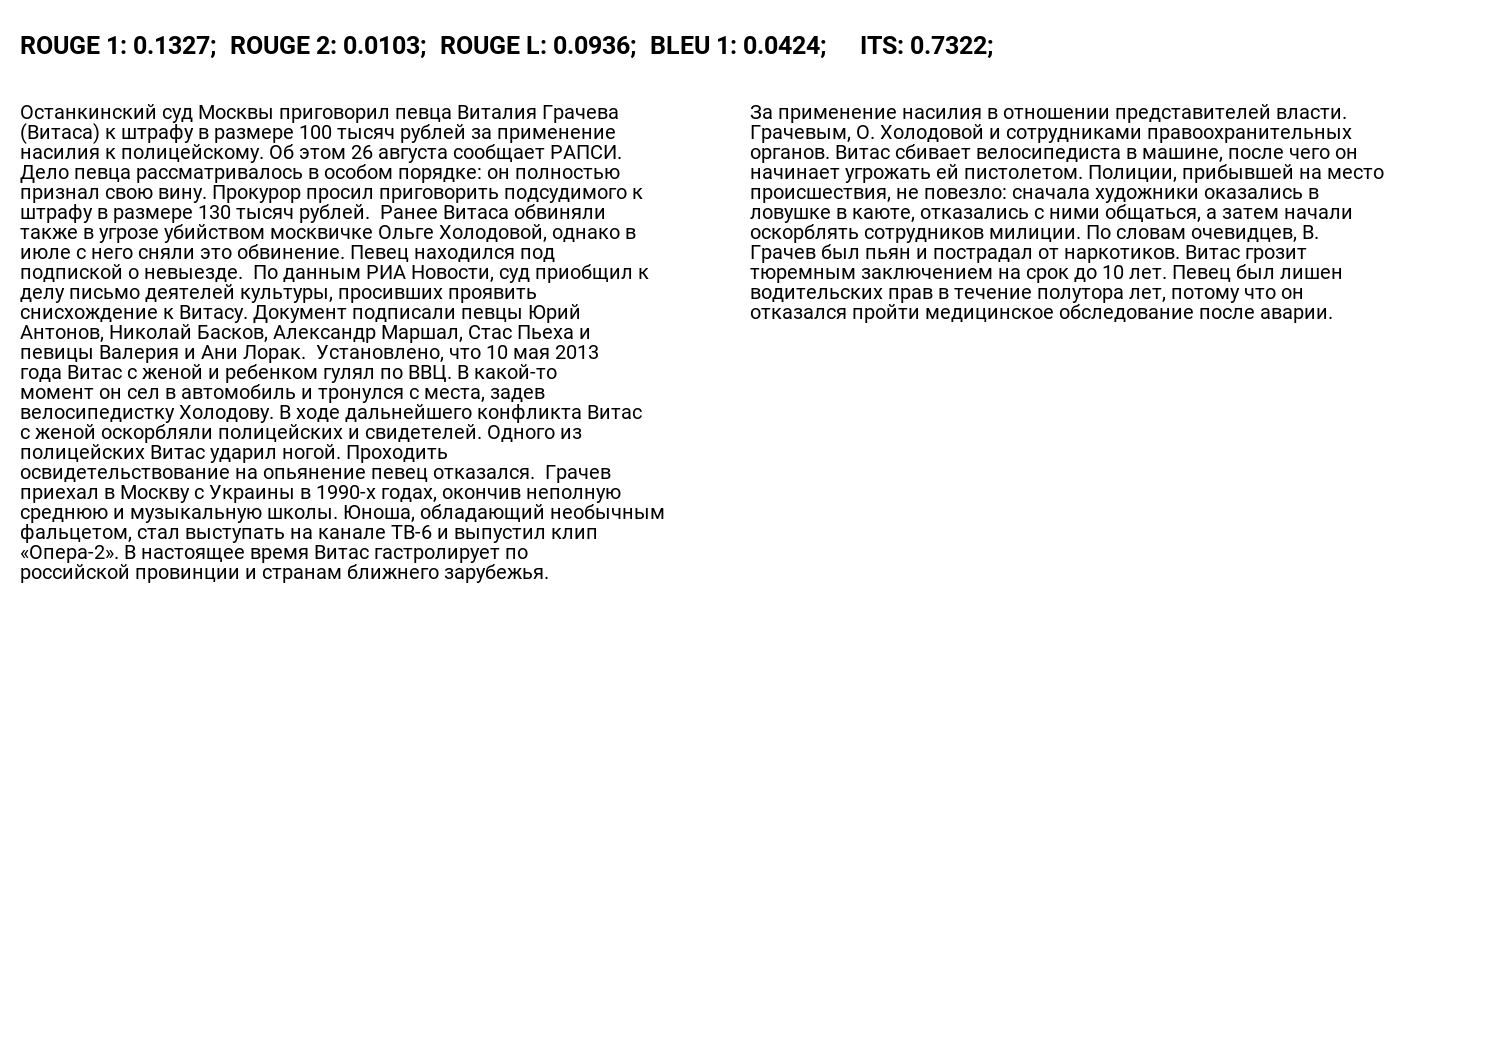 ROUGE 1: 0.1327;  ROUGE 2: 0.0103;  ROUGE L: 0.0936;  BLEU 1: 0.0424;     ITS: 0.7322;
Останкинский суд Москвы приговорил певца Виталия Грачева
(Витаса) к штрафу в размере 100 тысяч рублей за применение
насилия к полицейскому. Об этом 26 августа сообщает РАПСИ.
Дело певца рассматривалось в особом порядке: он полностью
признал свою вину. Прокурор просил приговорить подсудимого к
штрафу в размере 130 тысяч рублей.  Ранее Витаса обвиняли
также в угрозе убийством москвичке Ольге Холодовой, однако в
июле с него сняли это обвинение. Певец находился под
подпиской о невыезде.  По данным РИА Новости, суд приобщил к
делу письмо деятелей культуры, просивших проявить
снисхождение к Витасу. Документ подписали певцы Юрий
Антонов, Николай Басков, Александр Маршал, Стас Пьеха и
певицы Валерия и Ани Лорак.  Установлено, что 10 мая 2013
года Витас с женой и ребенком гулял по ВВЦ. В какой-то
момент он сел в автомобиль и тронулся с места, задев
велосипедистку Холодову. В ходе дальнейшего конфликта Витас
с женой оскорбляли полицейских и свидетелей. Одного из
полицейских Витас ударил ногой. Проходить
освидетельствование на опьянение певец отказался.  Грачев
приехал в Москву с Украины в 1990-х годах, окончив неполную
среднюю и музыкальную школы. Юноша, обладающий необычным
фальцетом, стал выступать на канале ТВ-6 и выпустил клип
«Опера-2». В настоящее время Витас гастролирует по
российской провинции и странам ближнего зарубежья.
За применение насилия в отношении представителей власти.
Грачевым, О. Холодовой и сотрудниками правоохранительных
органов. Витас сбивает велосипедиста в машине, после чего он
начинает угрожать ей пистолетом. Полиции, прибывшей на место
происшествия, не повезло: сначала художники оказались в
ловушке в каюте, отказались с ними общаться, а затем начали
оскорблять сотрудников милиции. По словам очевидцев, В.
Грачев был пьян и пострадал от наркотиков. Витас грозит
тюремным заключением на срок до 10 лет. Певец был лишен
водительских прав в течение полутора лет, потому что он
отказался пройти медицинское обследование после аварии.